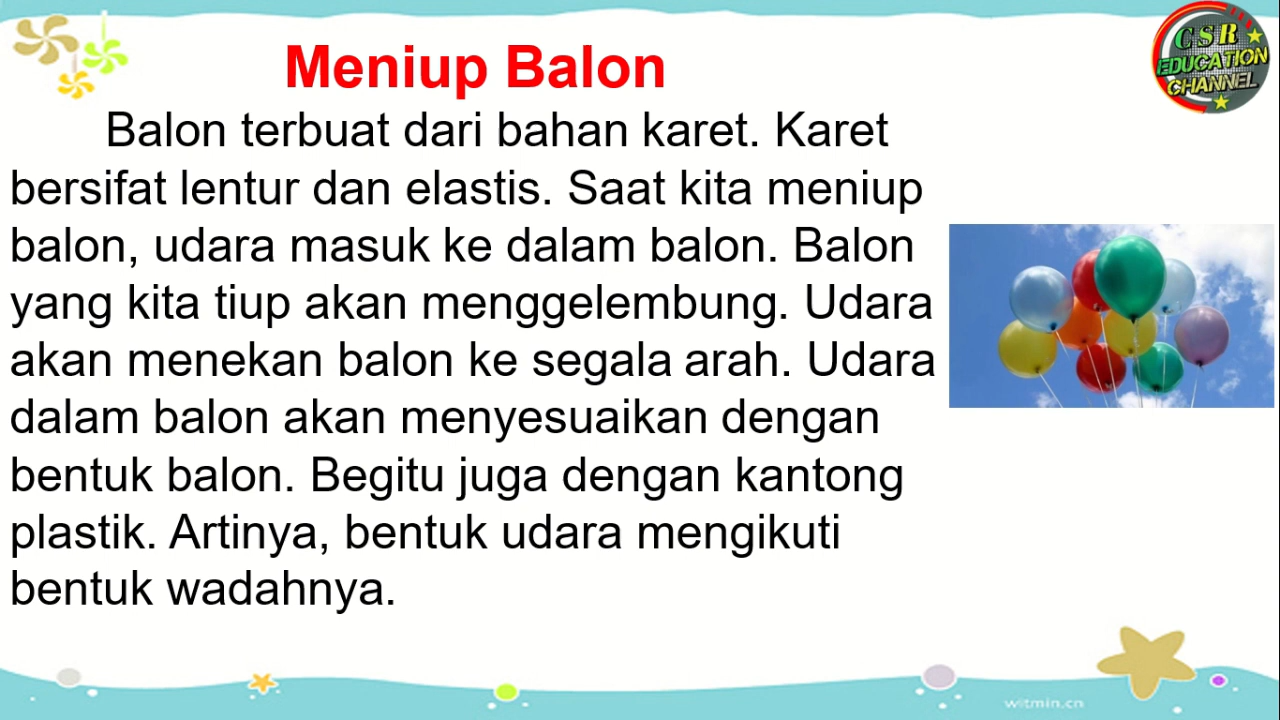 Meniup Balon
Balon terbuat dari bahan karet. Karet
bersifat lentur dan elastis. Saat kita meniup
balon, udara masuk ke dalam balon. Balon
yang kita tiup akan menggelembung. Udara
akan menekan balon ke segala arah. Udara
dalam balon akan menyesuaikan dengan
bentuk balon. Begitu juga dengan kantong
plastik. Artinya, bentuk udara mengikuti
bentuk wadahnya.
CSR
EDUCATION
CHANNEL
witmin.cn